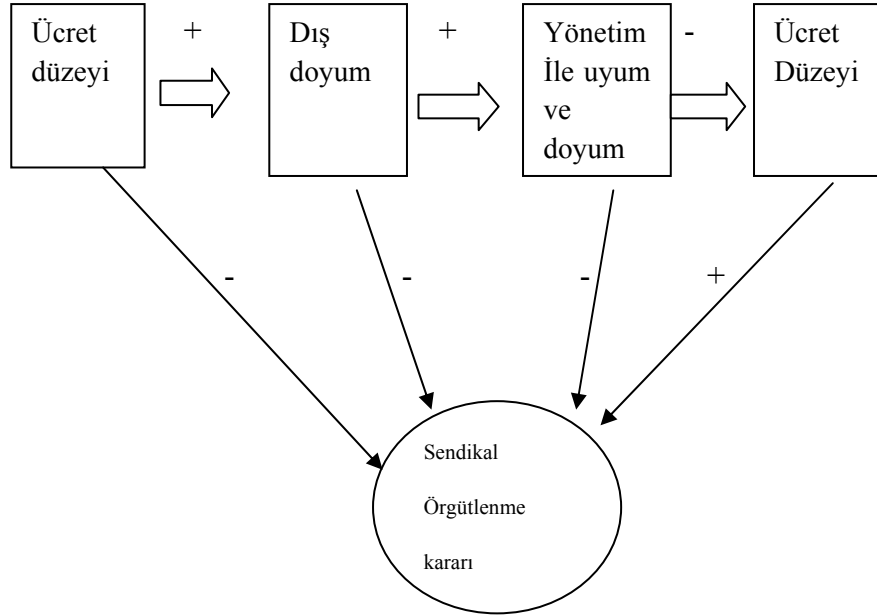 Ücret
düzeyi
+
Dış
doyum
+
Yönetim
İle uyum
ve
doyum
-
Ücret
Düzeyi
-
-
-
+
Sendikal
Örgütlenme
kararı